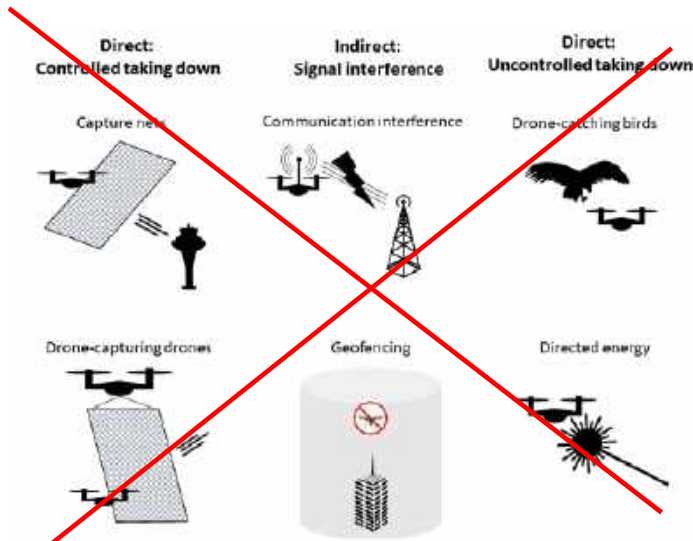 Direct:
Controlled taking down
Indirect:
Signal interference
Direct:
Uncontrolled taking down
Capture nets
Communication interference
Drone-catching birds
Drone-capturing drones
Geofencing
Directed energy